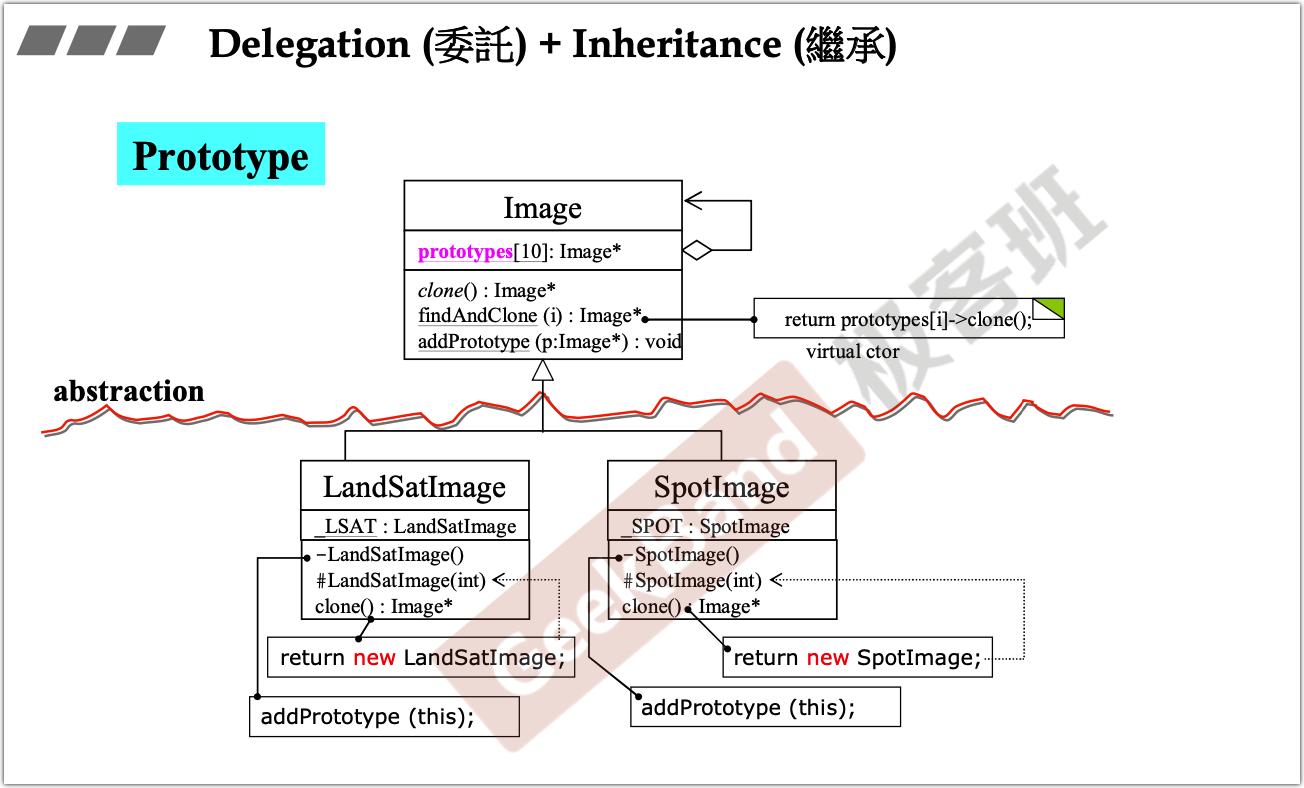 Delegation (委託) + Inheritance (繼承)
Prototype
Image
prototypes[10]: Image*
clone() : Image*
findAndClone (i) : Image*
addPrototype (p:Image*) : void
return prototypes[i]->clone();
virtual ctor
abstraction
LandSatImage
_LSAT : LandSatImage
-LandSatImage()
#LandSatImage(int)
clone() : Image*
return new LandSatImage;
addPrototype (this);
SpotImage
_SPOT : SpotImage
-SpotImage()
#SpotImage(int)
clone() : Image*
return new SpotImage;
addPrototype (this);
GeekBand 极客班